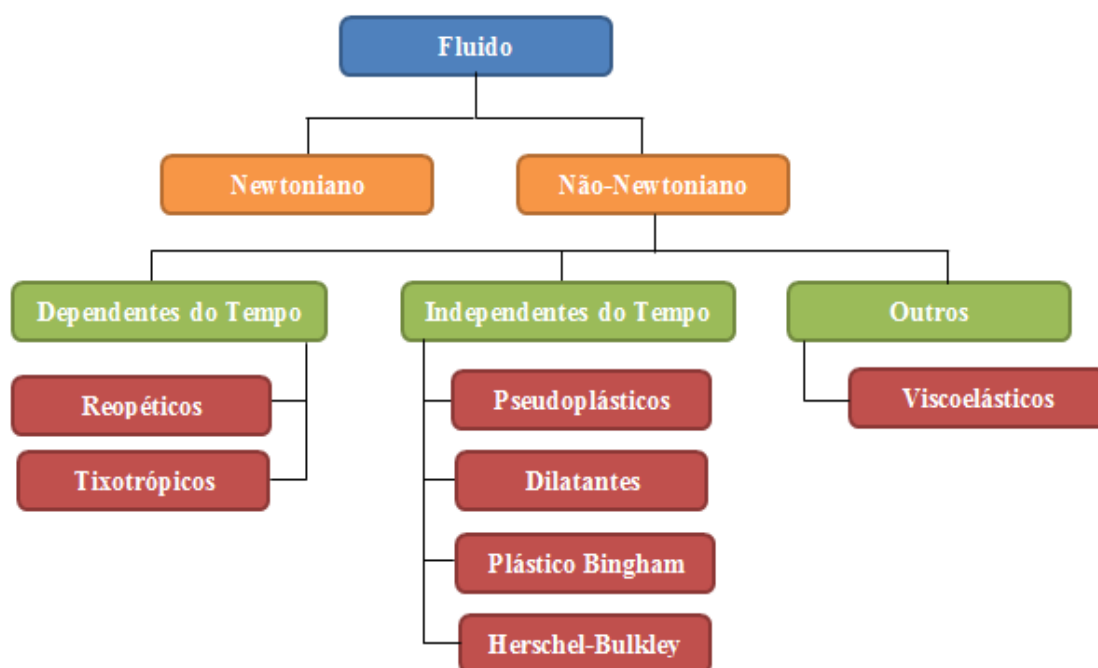 Fluido
Newtoniano
Não-Newtoniano
Dependentes do Tempo
Independentes do Tempo
Outros
Reopéticos
Tixotrópicos
Pseudoplásticos
Dilatantes
Plástico Bingham
Herschel-Bulkley
Viscoelásticos